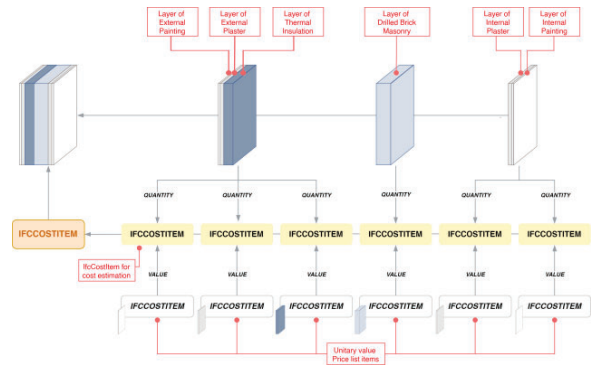 Layer of
External
Painting
Layer of
External
Plaster
Layer of
Thermal
Insulation
Layer of
Drilled Brick
Masonry
Layer of
Internal
Plaster
Layer of
Internal
Painting
QUANTITY
QUANTITY
QUANTITY
QUANTITY
QUANTITY
QUANTITY
IFCCOSTITEM
IFCCOSTITEM
IFCCOSTITEM
IFCCOSTITEM
IFCCOSTITEM
IFCCOSTITEM
IFCCOSTITEM
IfcCostItem for
cost estimation
VALUE
VALUE
VALUE
VALUE
VALUE
VALUE
IFCCOSTITEM
IFCCOSTITEM
IFCCOSTITEM
IFCCOSTITEM
IFCCOSTITEM
IFCCOSTITEM
Unitary value
Price list items